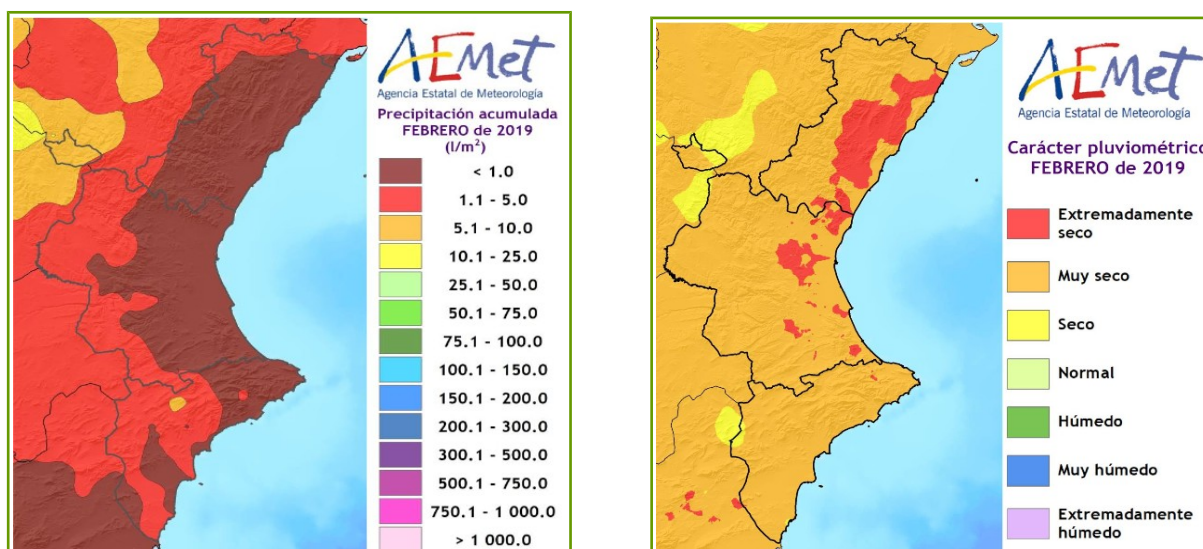 AEMet
Agencia Estatal de Meteorología
Precipitación acumulada
FEBRERO de 2019
(l/m²)
< 1.0
1.1 - 5.0
5.1 - 10.0
10.1 - 25.0
25.1 - 50.0
50.1 - 75.0
75.1 - 100.0
100.1 - 150.0
150.1 - 200.0
200.1 - 300.0
300.1 - 500.0
500.1 - 750.0
750.1 - 1 000.0
> 1 000.0
AEMet
Agencia Estatal de Meteorología
Carácter pluviométrico
FEBRERO de 2019
Extremadamente
seco
Muy seco
Seco
Normal
Húmedo
Muy húmedo
Extremadamente
húmedo